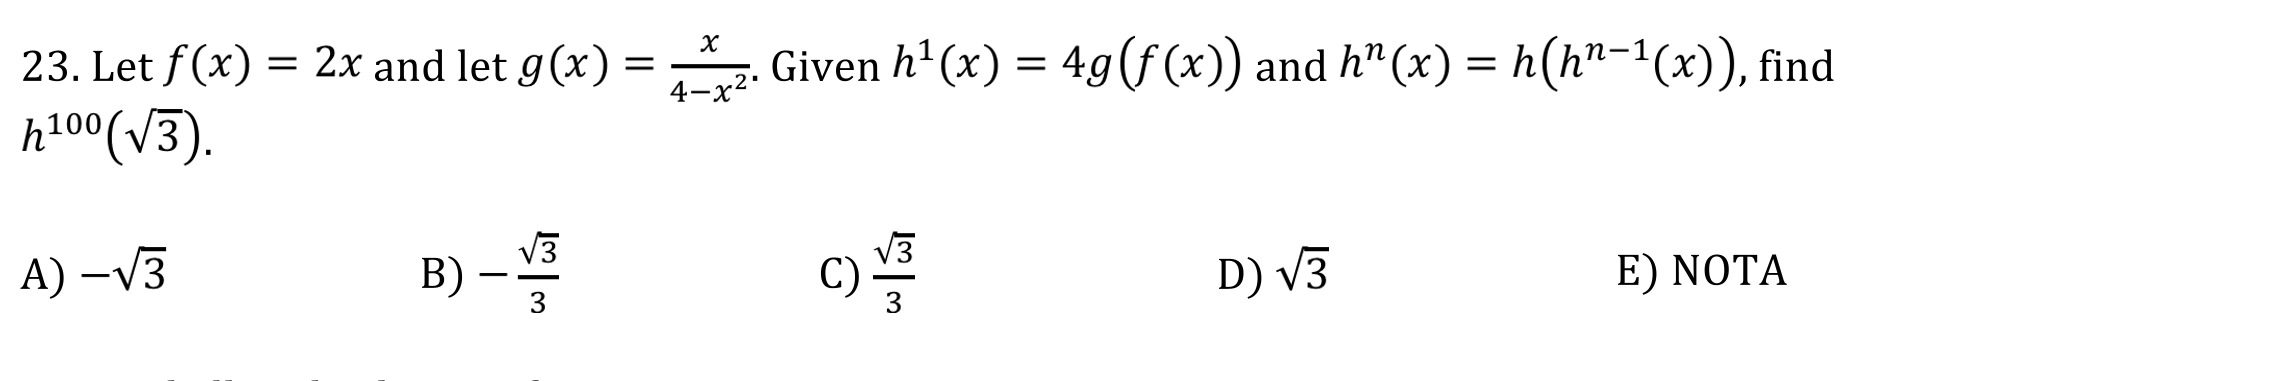 23. Let f(x) = 2x and let g(x) = x/(4−x²). Given h¹(x) = 4g(f(x)) and hⁿ(x) = h(hⁿ⁻¹(x)), find
h¹⁰⁰(√3).
A) −√3 B) −√3/3 C) √3/3 D) √3 E) NOTA